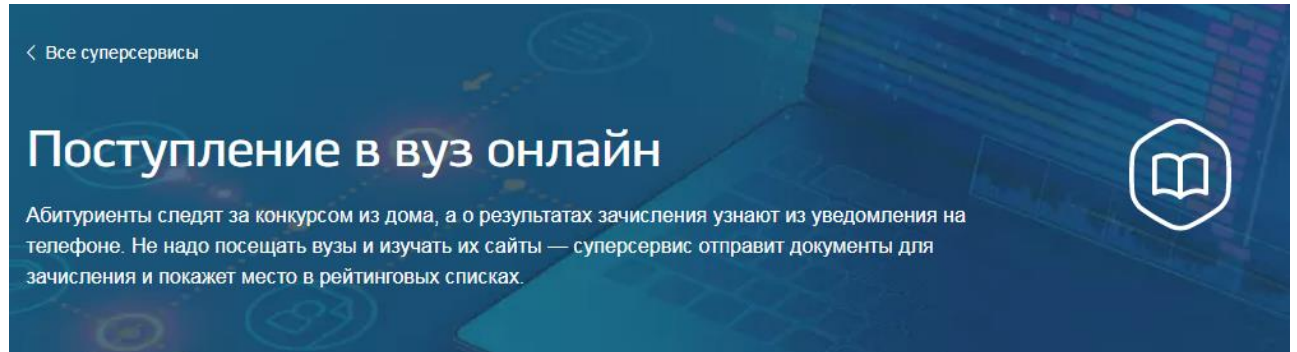 < Все суперсервисы
Поступление в вуз онлайн
Абитуриенты следят за конкурсом из дома, а о результатах зачисления узнают из уведомления на
телефоне. Не надо посещать вузы и изучать их сайты — суперсервис отправит документы для
зачисления и покажет место в рейтинговых списках.